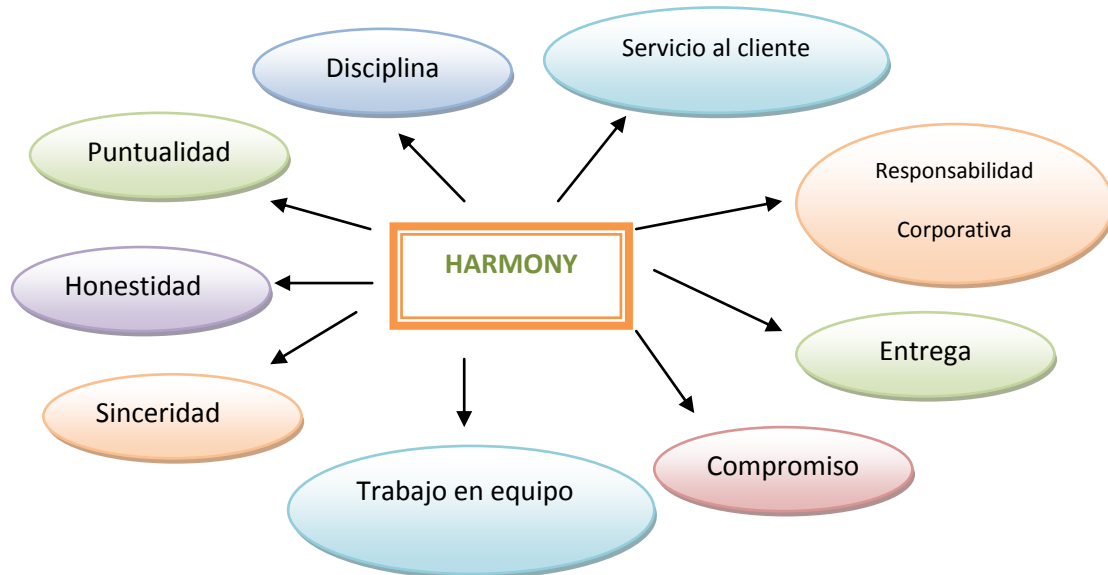 Servicio al cliente
Disciplina
Puntualidad
Responsabilidad
Corporativa
HARMONY
Honestidad
Entrega
Sinceridad
Compromiso
Trabajo en equipo